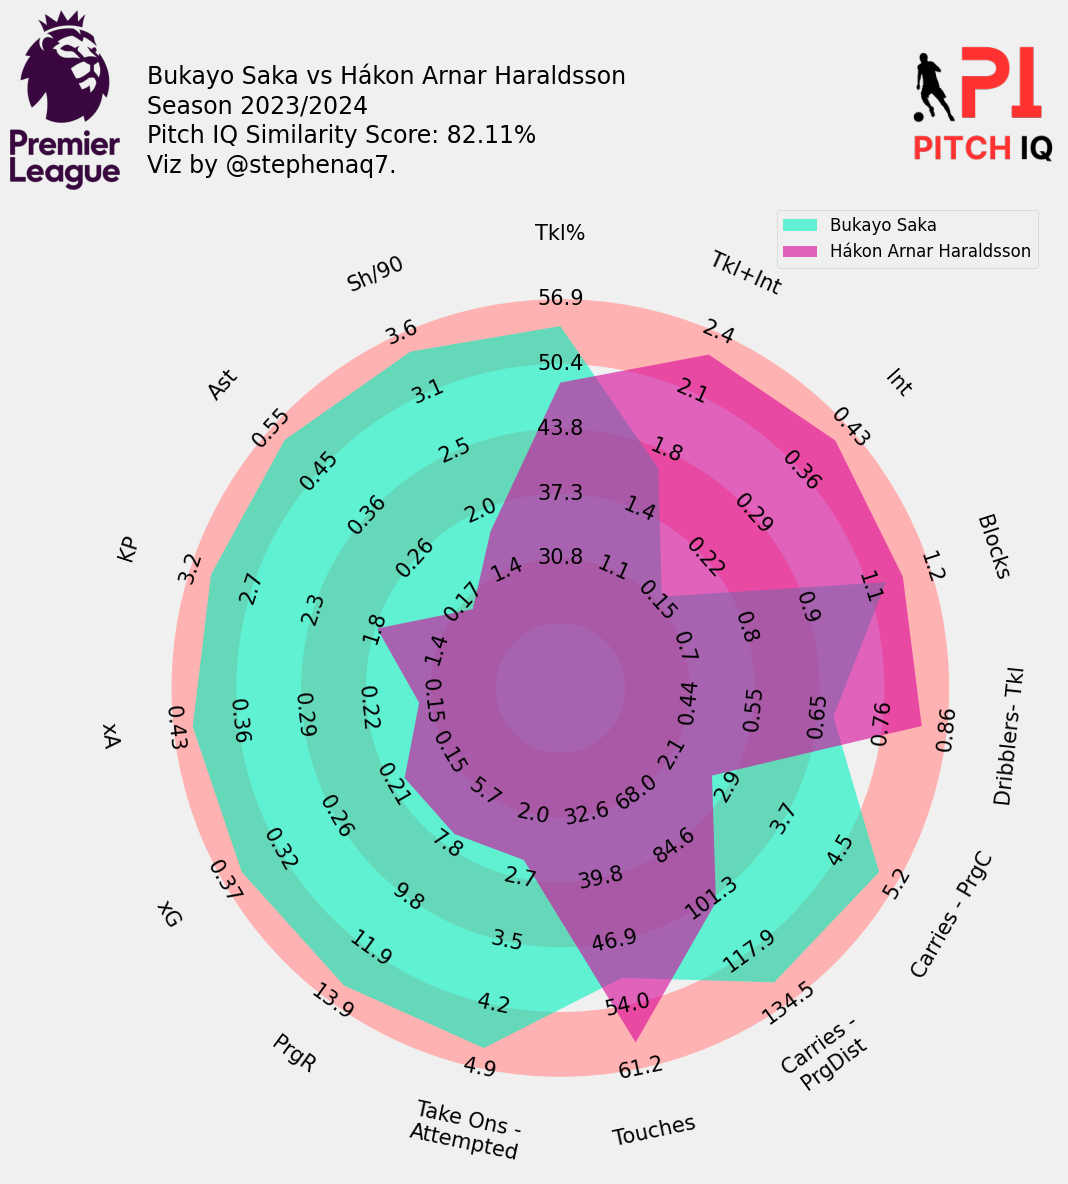 Premier
League
Bukayo Saka vs Hákon Arnar Haraldsson
Season 2023/2024
Pitch IQ Similarity Score: 82.11%
Viz by @stephenaq7.
PI
PITCH IQ
Bukayo Saka
Hákon Arnar Haraldsson
Tkl%
56.9
50.4
43.8
37.3
30.8
Tkl+Int
2.4
2.1
1.8
1.4
1.1
Int
0.43
0.36
0.29
0.22
0.15
Blocks
1.2
1.1
0.9
0.8
0.7
Dribblers- Tkl
0.86
0.76
0.65
0.55
0.44
Carries - PrgC
5.2
4.5
3.7
2.9
2.1
Carries -
PrgDist
134.5
117.9
101.3
84.6
68.0
Touches
61.2
54.0
46.9
39.8
32.6
Take Ons -
Attempted
4.9
4.2
3.5
2.7
2.0
PrgR
13.9
11.9
9.8
7.8
5.7
xG
0.37
0.32
0.26
0.21
0.15
xA
0.43
0.36
0.29
0.22
0.15
KP
3.2
2.7
2.3
1.8
1.4
Ast
0.55
0.45
0.36
0.26
0.17
Sh/90
3.6
3.1
2.5
2.0
1.4